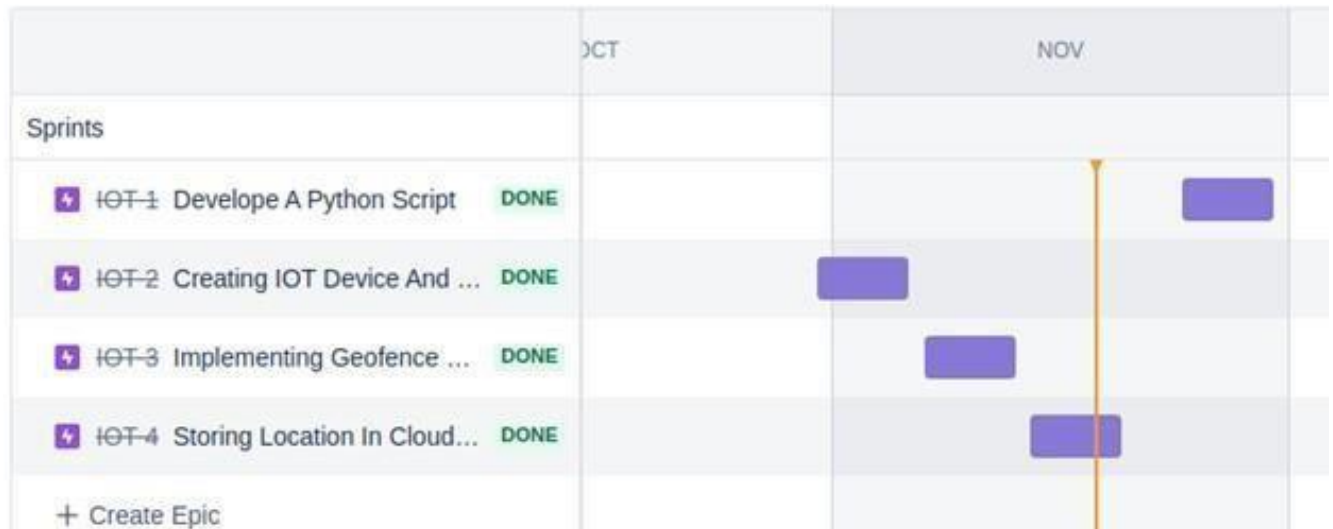 OCT
NOV
Sprints
IOT-1 Develope A Python Script DONE
IOT-2 Creating IOT Device And ... DONE
IOT-3 Implementing Geofence ... DONE
IOT-4 Storing Location In Cloud... DONE
+ Create Epic